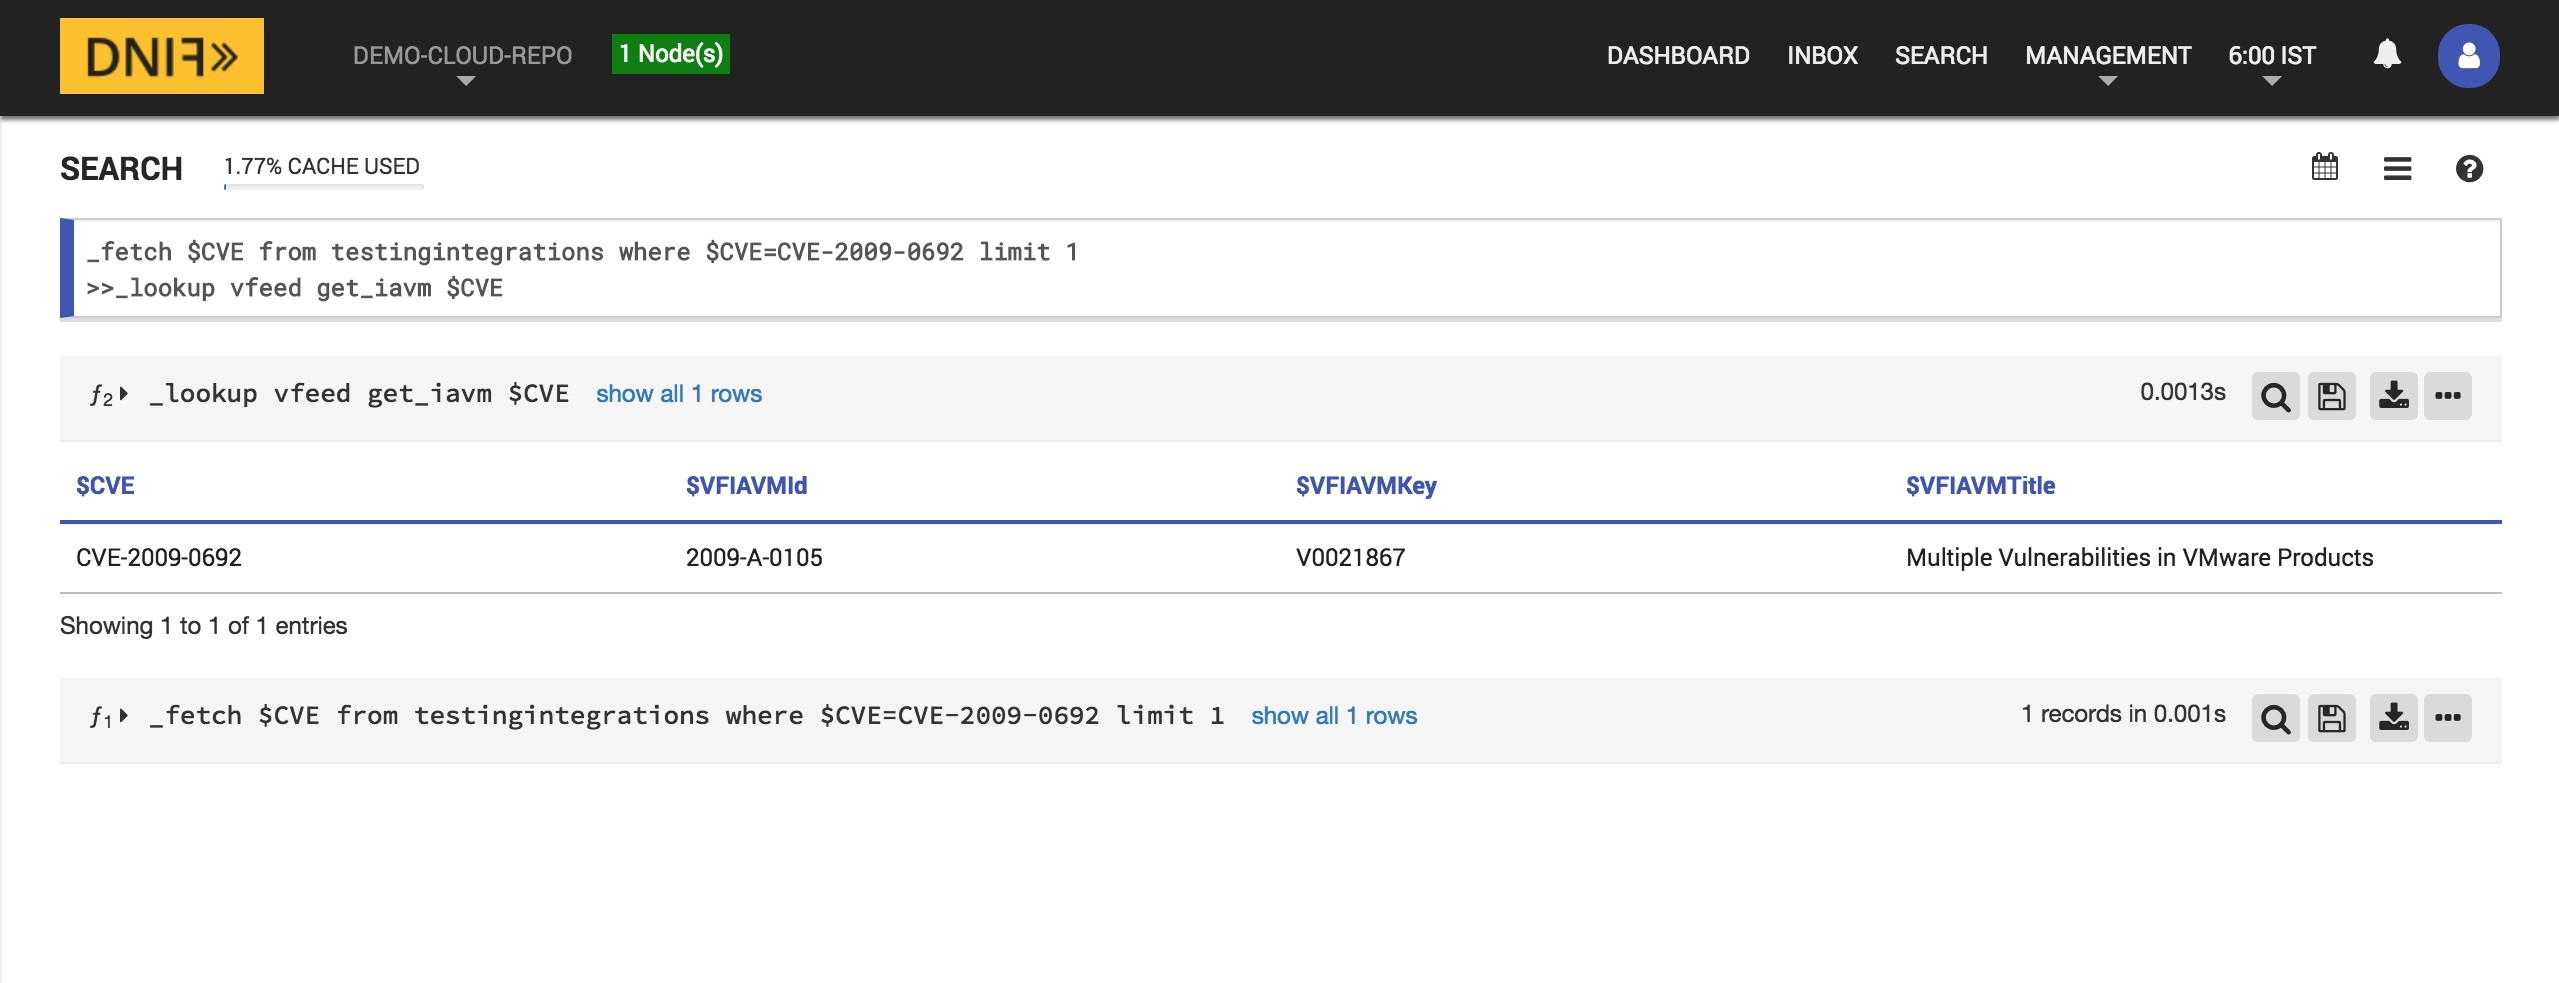 DNIF»
DEMO-CLOUD-REPO
1 Node(s)
DASHBOARD
INBOX
SEARCH
MANAGEMENT
6:00 IST
SEARCH
1.77% CACHE USED
_fetch $CVE from testingintegrations where $CVE=CVE-2009-0692 limit 1
>>_lookup vfeed get_iavm $CVE
ƒ2 _lookup vfeed get_iavm $CVE show all 1 rows
0.0013s
$CVE $VFIAVMId $VFIAVMKey $VFIAVMTitle
CVE-2009-0692 2009-A-0105 V0021867 Multiple Vulnerabilities in VMware Products
Showing 1 to 1 of 1 entries
ƒ1 _fetch $CVE from testingintegrations where $CVE=CVE-2009-0692 limit 1 show all 1 rows
1 records in 0.001s